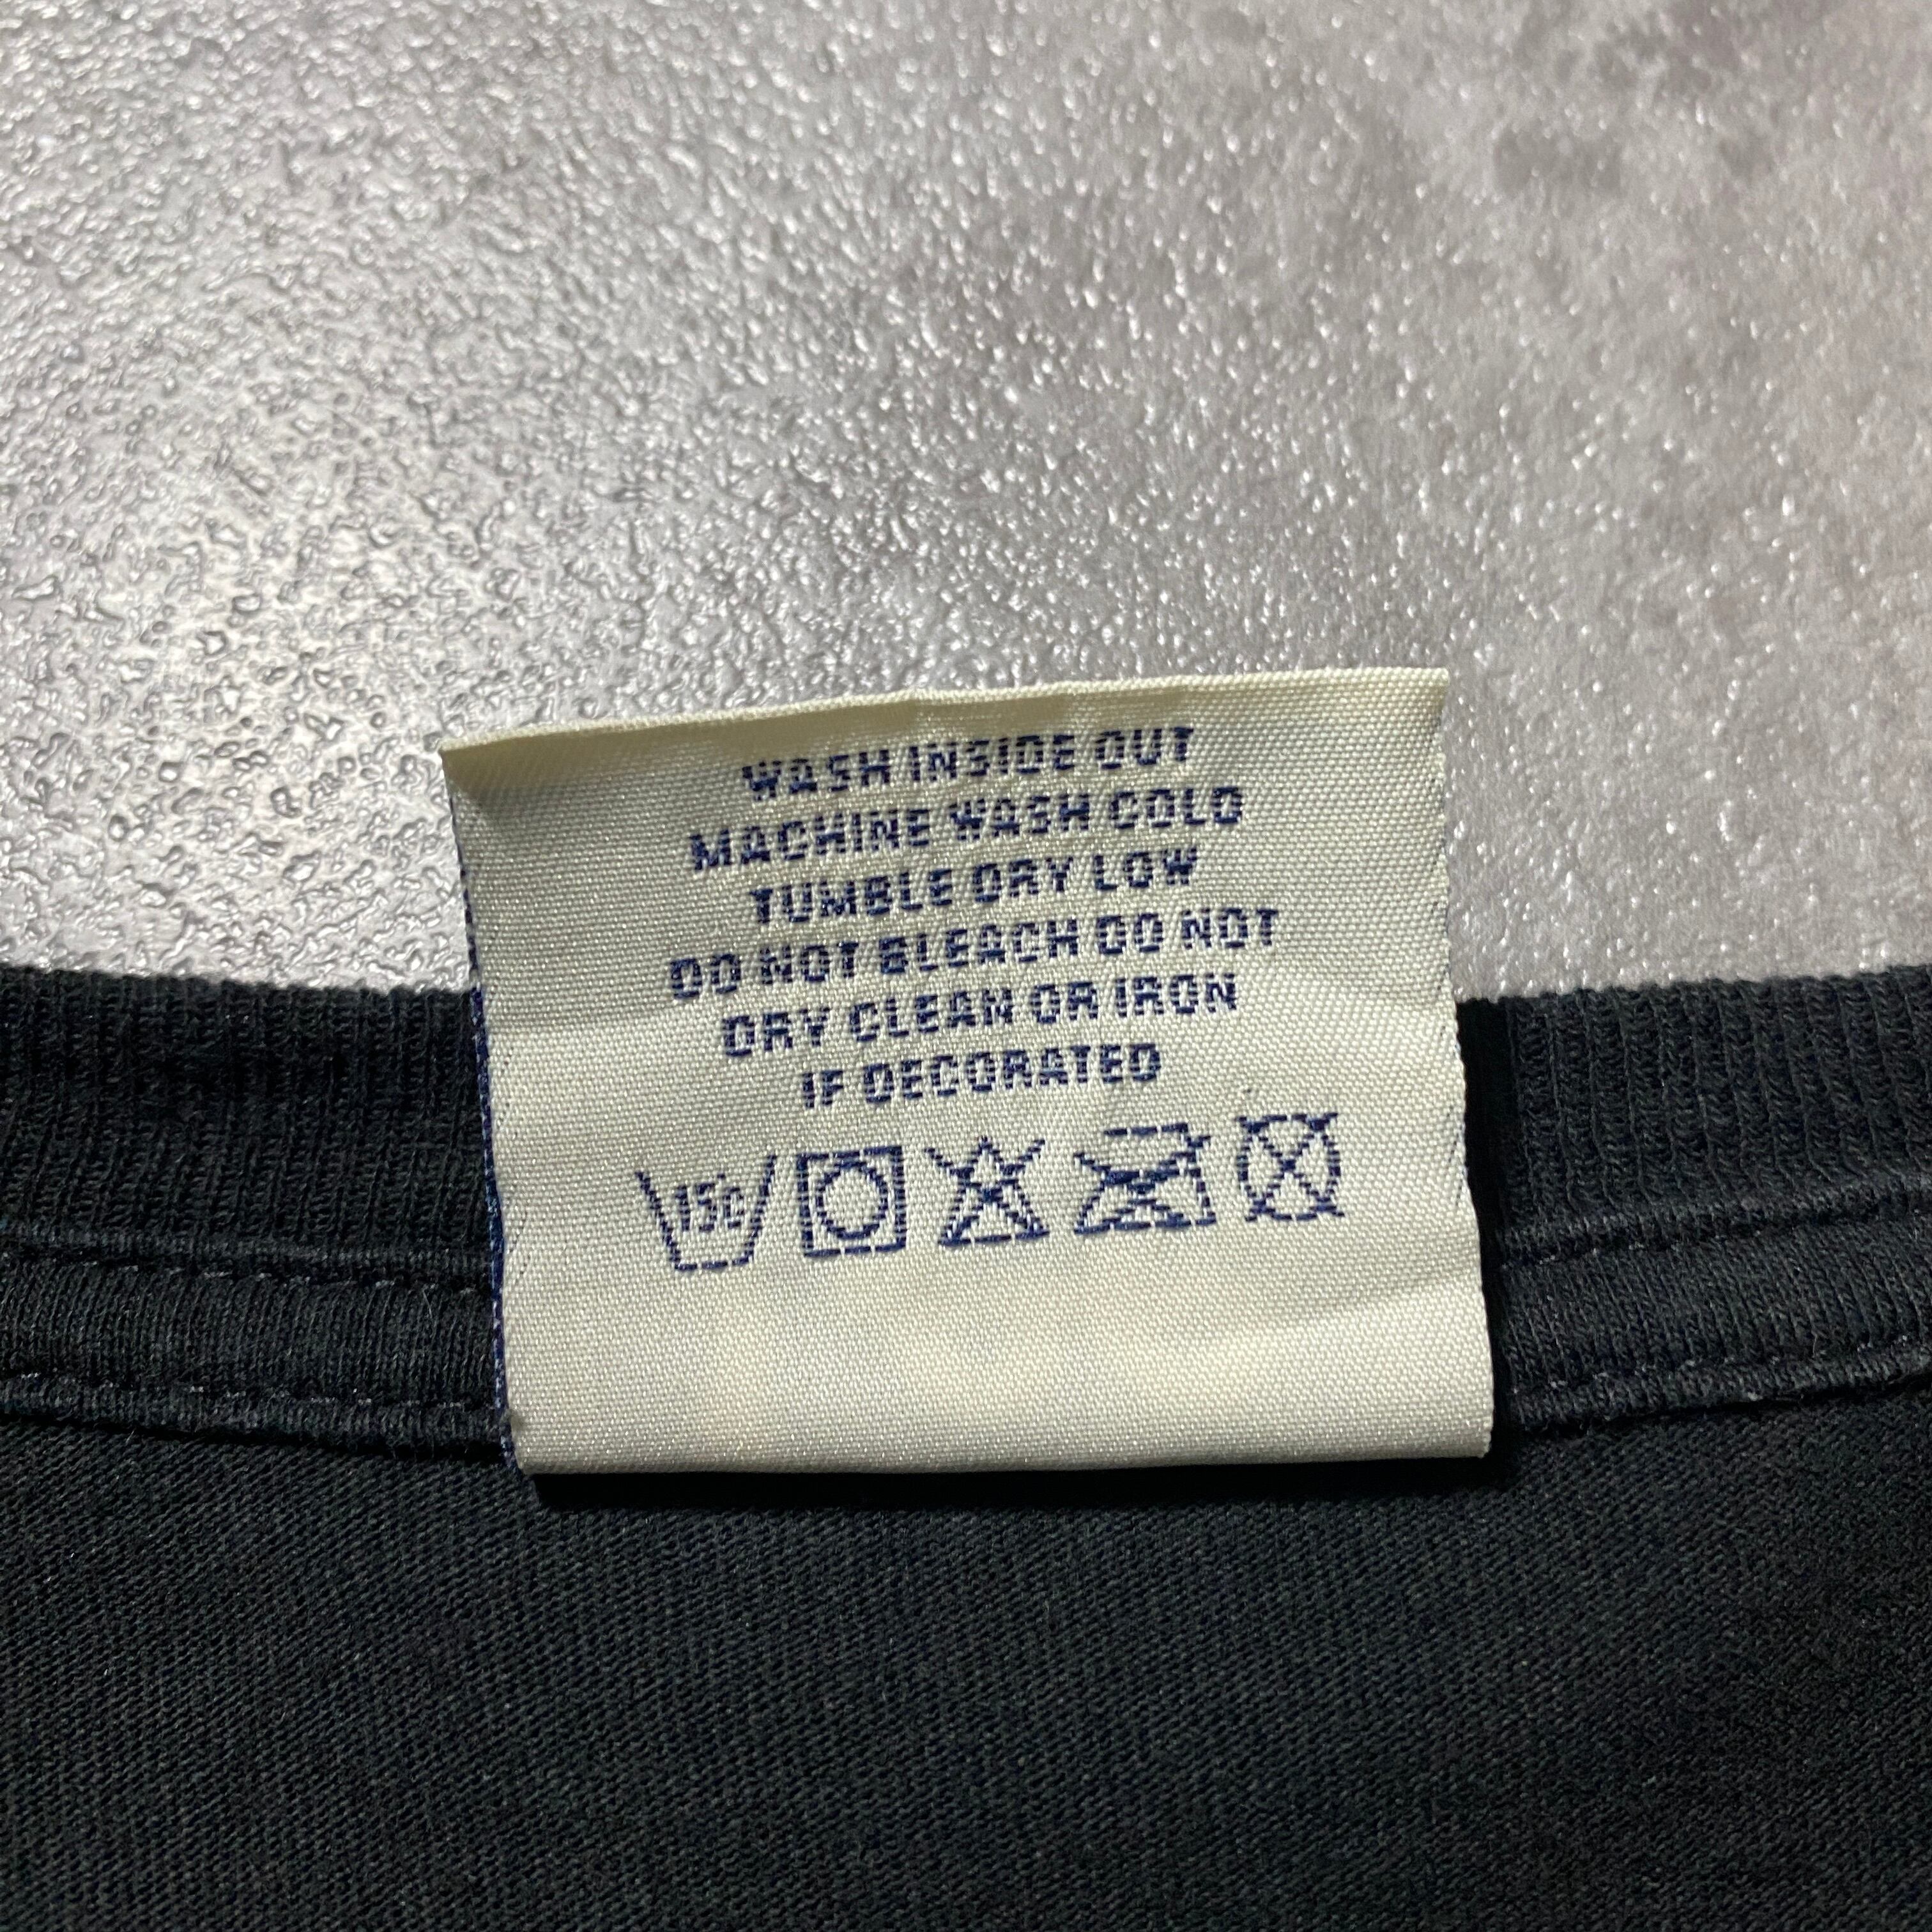 WASH INSIDE OUT
MACHINE WASH COLD
TUMBLE DRY LOW
DO NOT BLEACH DO NOT
DRY CLEAN OR IRON
IF DECORATED
15°c